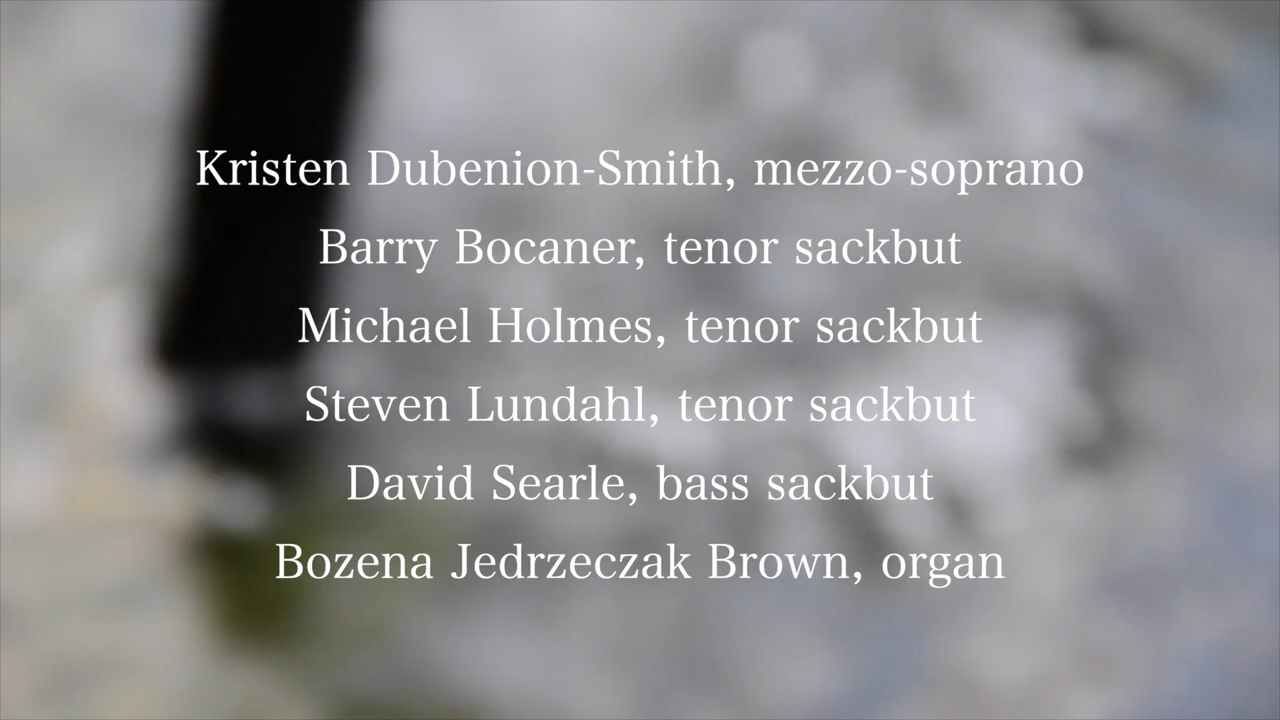 Kristen Dubenion-Smith, mezzo-soprano
Barry Bocaner, tenor sackbut
Michael Holmes, tenor sackbut
Steven Lundahl, tenor sackbut
David Searle, bass sackbut
Bozena Jedrzeczak Brown, organ